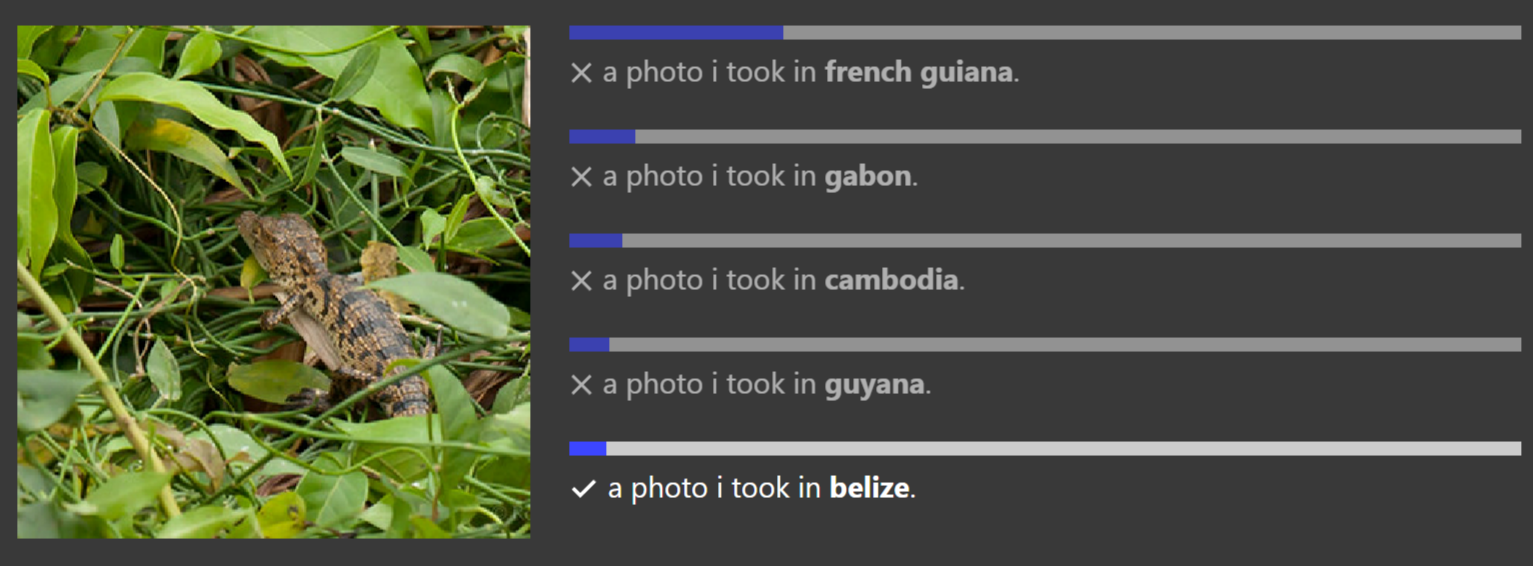 a photo i took in french guiana.
a photo i took in gabon.
a photo i took in cambodia.
a photo i took in guyana.
a photo i took in belize.